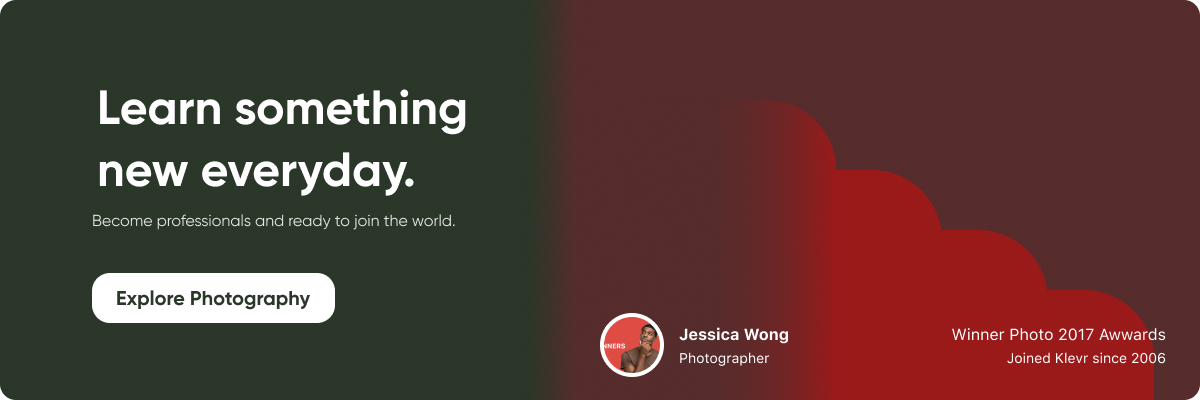 Learn something
new everyday.
Become professionals and ready to join the world.
Explore Photography
NNERS
Jessica Wong
Photographer
Winner Photo 2017 Awwards
Joined Klevr since 2006